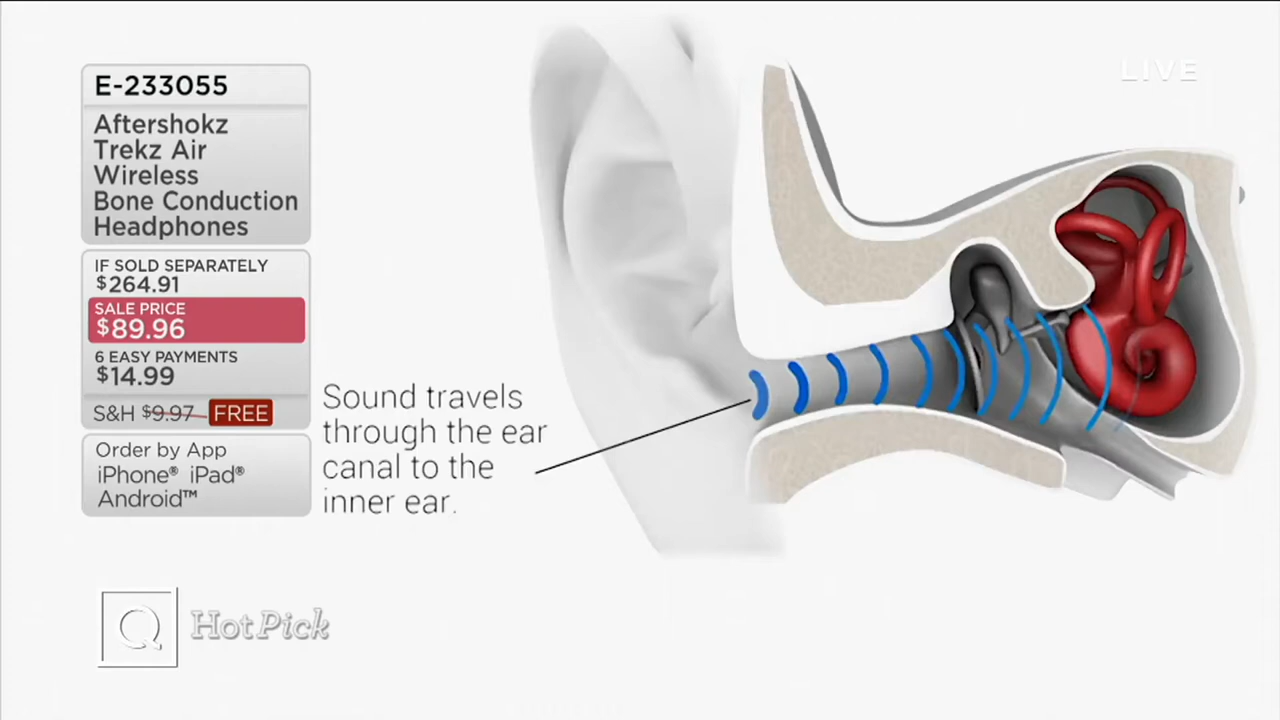 E-233055
Aftershokz
Trekz Air
Wireless
Bone Conduction
Headphones
IF SOLD SEPARATELY
$264.91
SALE PRICE
$89.96
6 EASY PAYMENTS
$14.99
S&H $9.97 FREE
Order by App
iPhone® iPad®
Android™
Sound travels
through the ear
canal to the
inner ear.
LIVE
Q HotPick